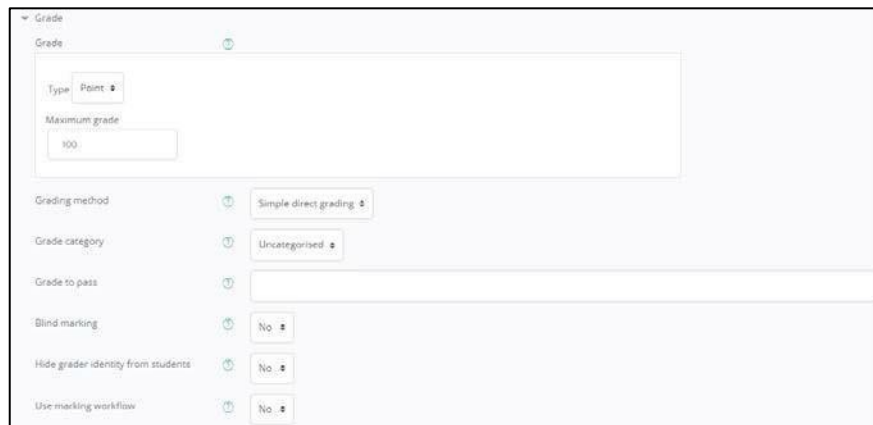 Grade
Grade
Type Point
Maximum grade
100
Grading method Simple direct grading
Grade category Uncategorised
Grade to pass
Blind marking No
Hide grader identity from students No
Use marking workflow No